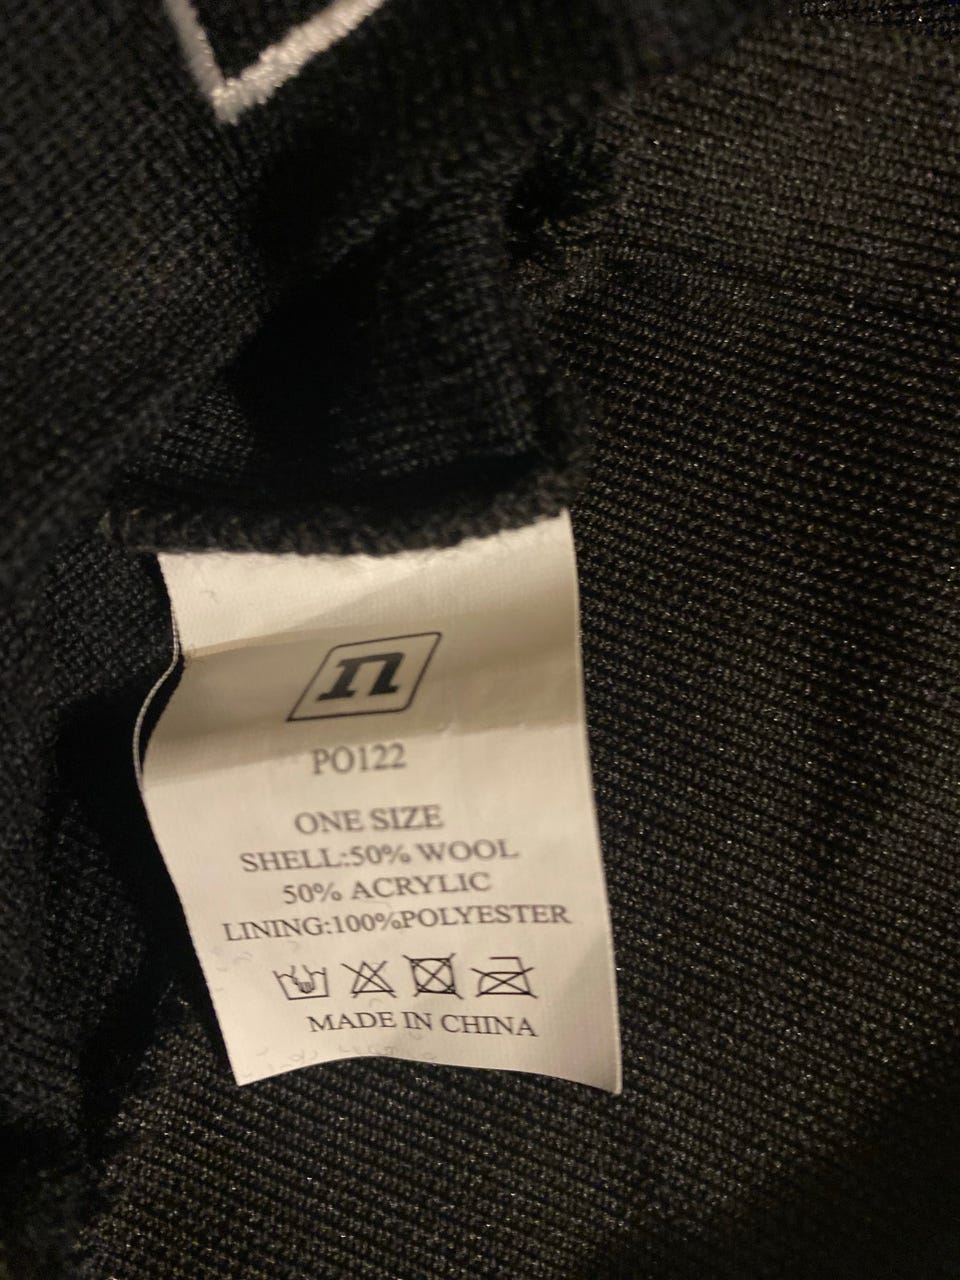 n
PO122
ONE SIZE
SHELL:50% WOOL
50% ACRYLIC
LINING:100%POLYESTER
MADE IN CHINA